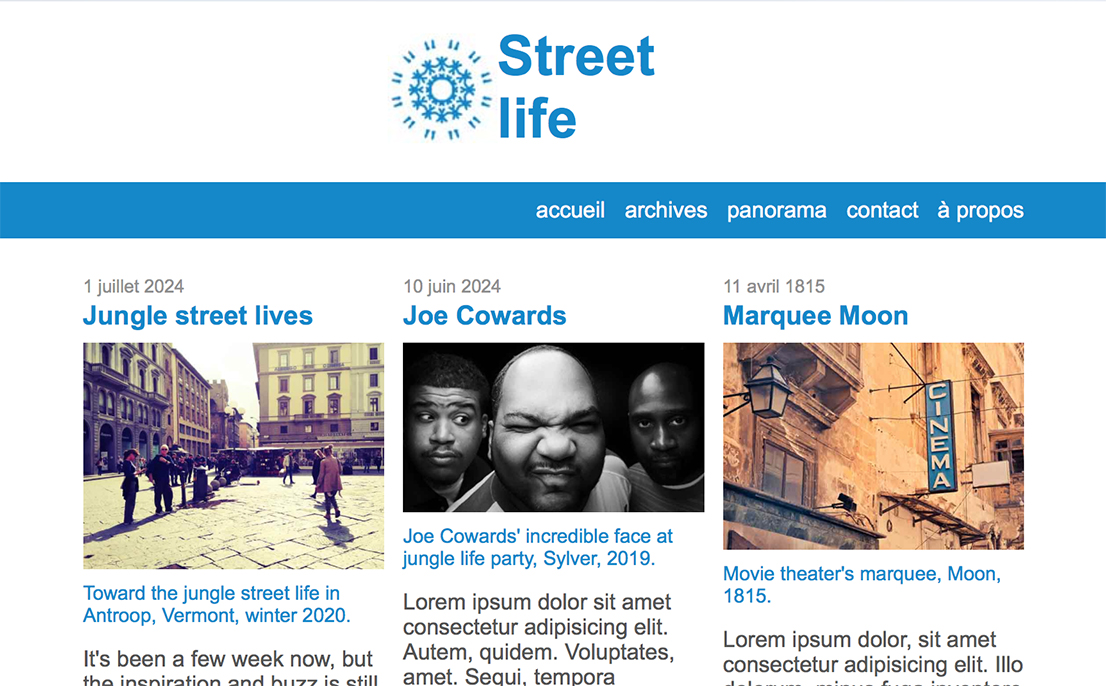 Street
life
accueil archives panorama contact à propos
1 juillet 2024
Jungle street lives
Toward the jungle street life in
Antroop, Vermont, winter 2020.
It's been a few week now, but
the inspiration and buzz is still
10 juin 2024
Joe Cowards
Joe Cowards' incredible face at
jungle life party, Sylver, 2019.
Lorem ipsum dolor sit amet
consectetur adipisicing elit.
Autem, quidem. Voluptates,
amet. Sequi, tempora
11 avril 1815
Marquee Moon
CINEMA
Movie theater's marquee, Moon,
1815.
Lorem ipsum dolor, sit amet
consectetur adipisicing elit. Illo
dolorum, minus fuga inventore